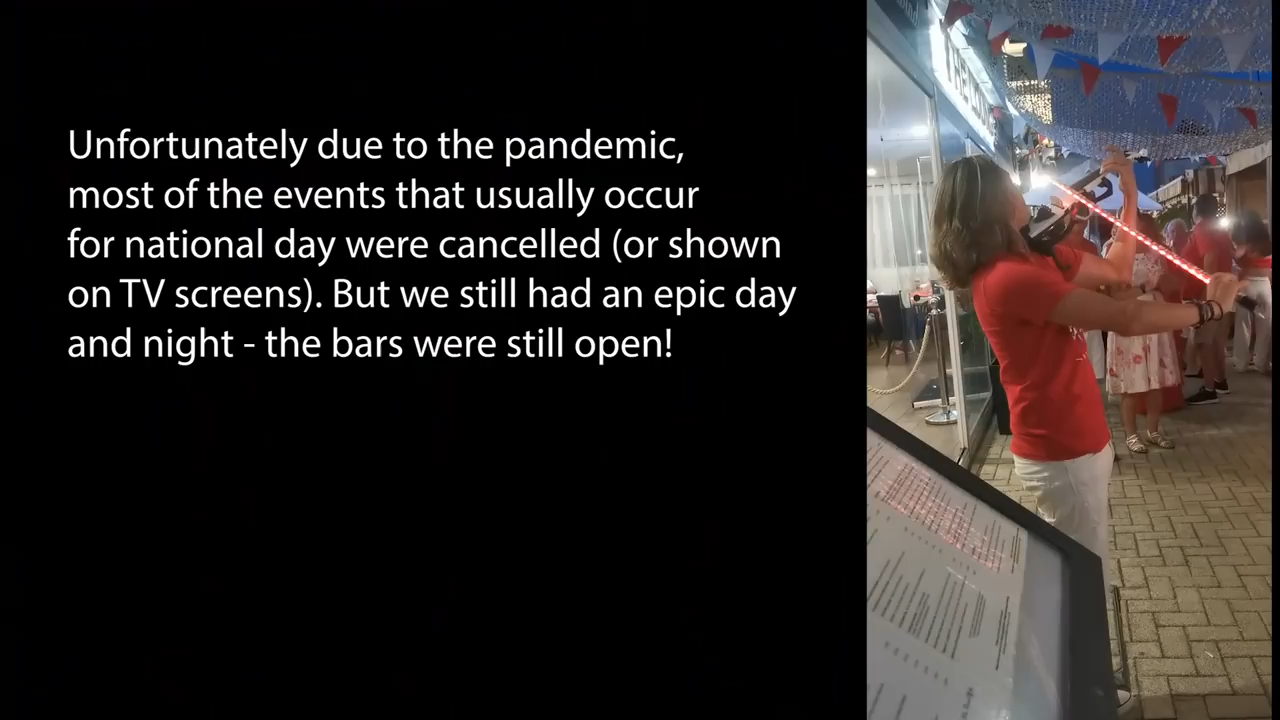 Unfortunately due to the pandemic,
most of the events that usually occur
for national day were cancelled (or shown
on TV screens). But we still had an epic day
and night - the bars were still open!